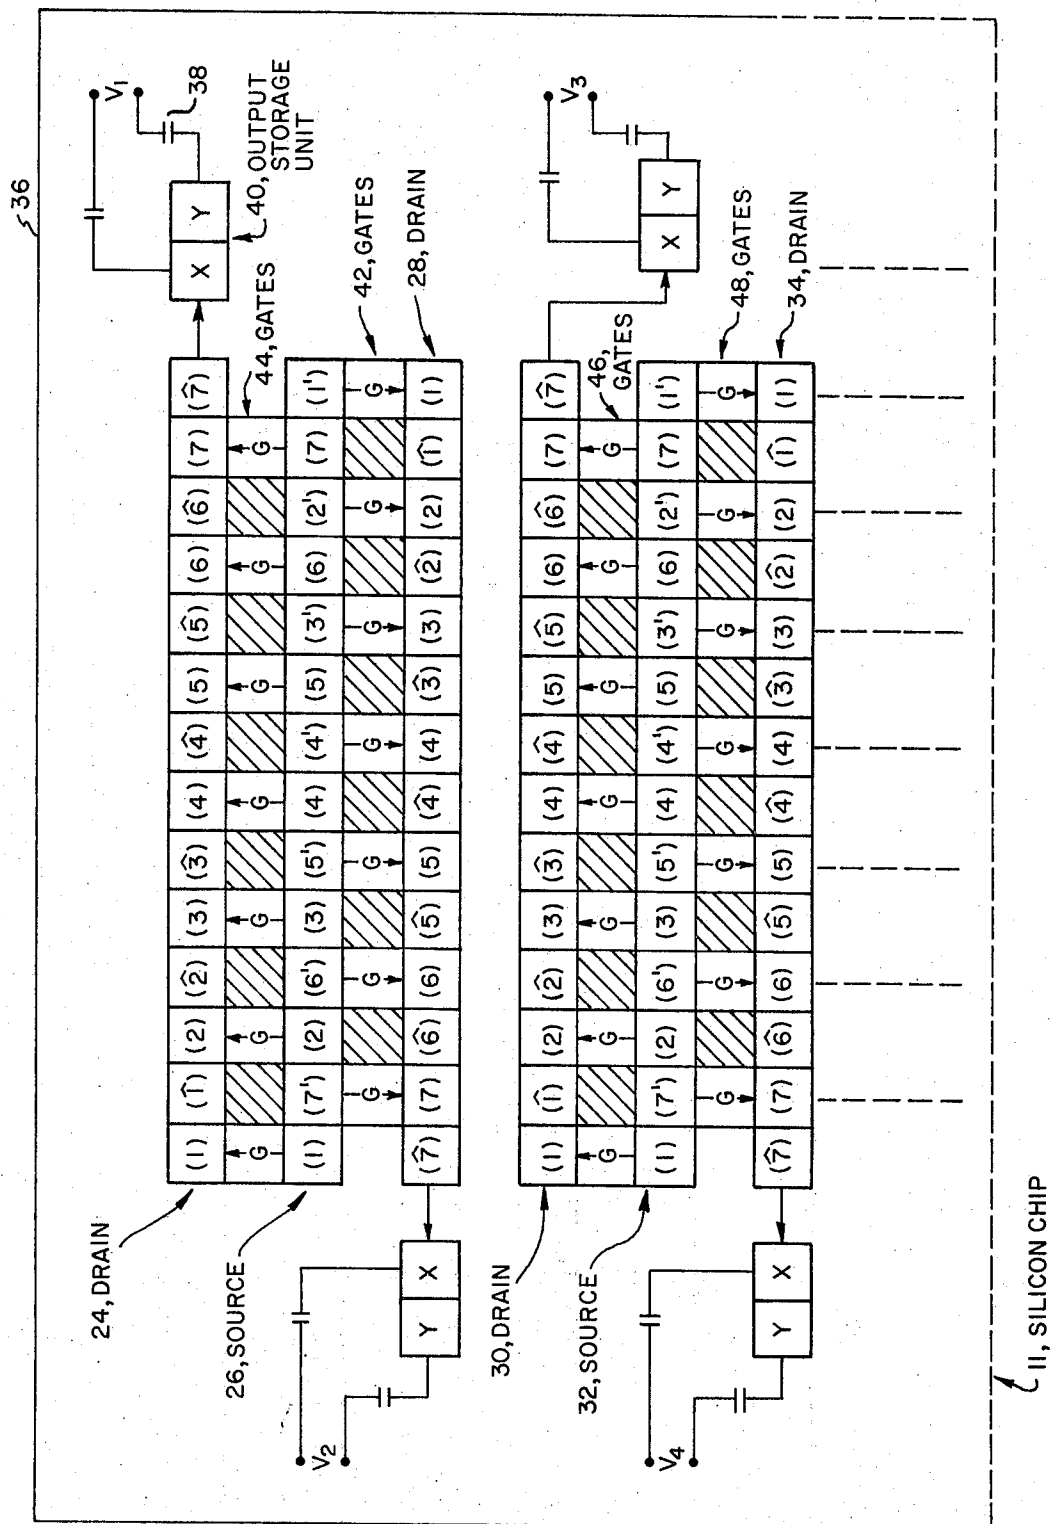 36
V1
38
40, OUTPUT
STORAGE
UNIT
X Y
44, GATES
42, GATES
28, DRAIN
(1) (1̂) (2) (2̂) (3) (3̂) (4) (4̂) (5) (5̂) (6) (6̂) (7) (7̂)
G G G G G G G
(1) (7') (2) (6') (3) (5') (4) (4') (5) (3') (6) (2') (7) (1')
G G G G G G G
(7̂) (7) (6̂) (6) (5̂) (5) (4̂) (4) (3̂) (3) (2̂) (2) (1̂) (1)
24, DRAIN
26, SOURCE
Y X
V2
V3
X Y
46,
GATES
48, GATES
34, DRAIN
(1) (1̂) (2) (2̂) (3) (3̂) (4) (4̂) (5) (5̂) (6) (6̂) (7) (7̂)
G G G G G G G
(1) (7') (2) (6') (3) (5') (4) (4') (5) (3') (6) (2') (7) (1')
G G G G G G G
(7̂) (7) (6̂) (6) (5̂) (5) (4̂) (4) (3̂) (3) (2̂) (2) (1̂) (1)
30, DRAIN
32, SOURCE
Y X
V4
11, SILICON CHIP